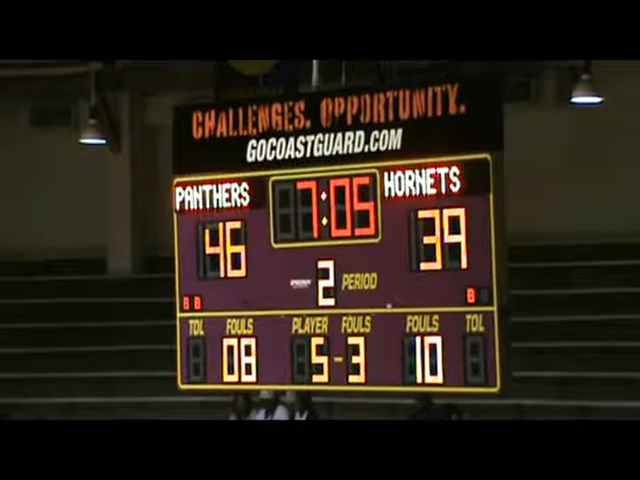 CHALLENGES. OPPORTUNITY.
GOCOASTGUARD.COM
PANTHERS 7:05 HORNETS
46 39
2 PERIOD
B B B
TOL FOULS PLAYER FOULS FOULS TOL
08 5-3 10